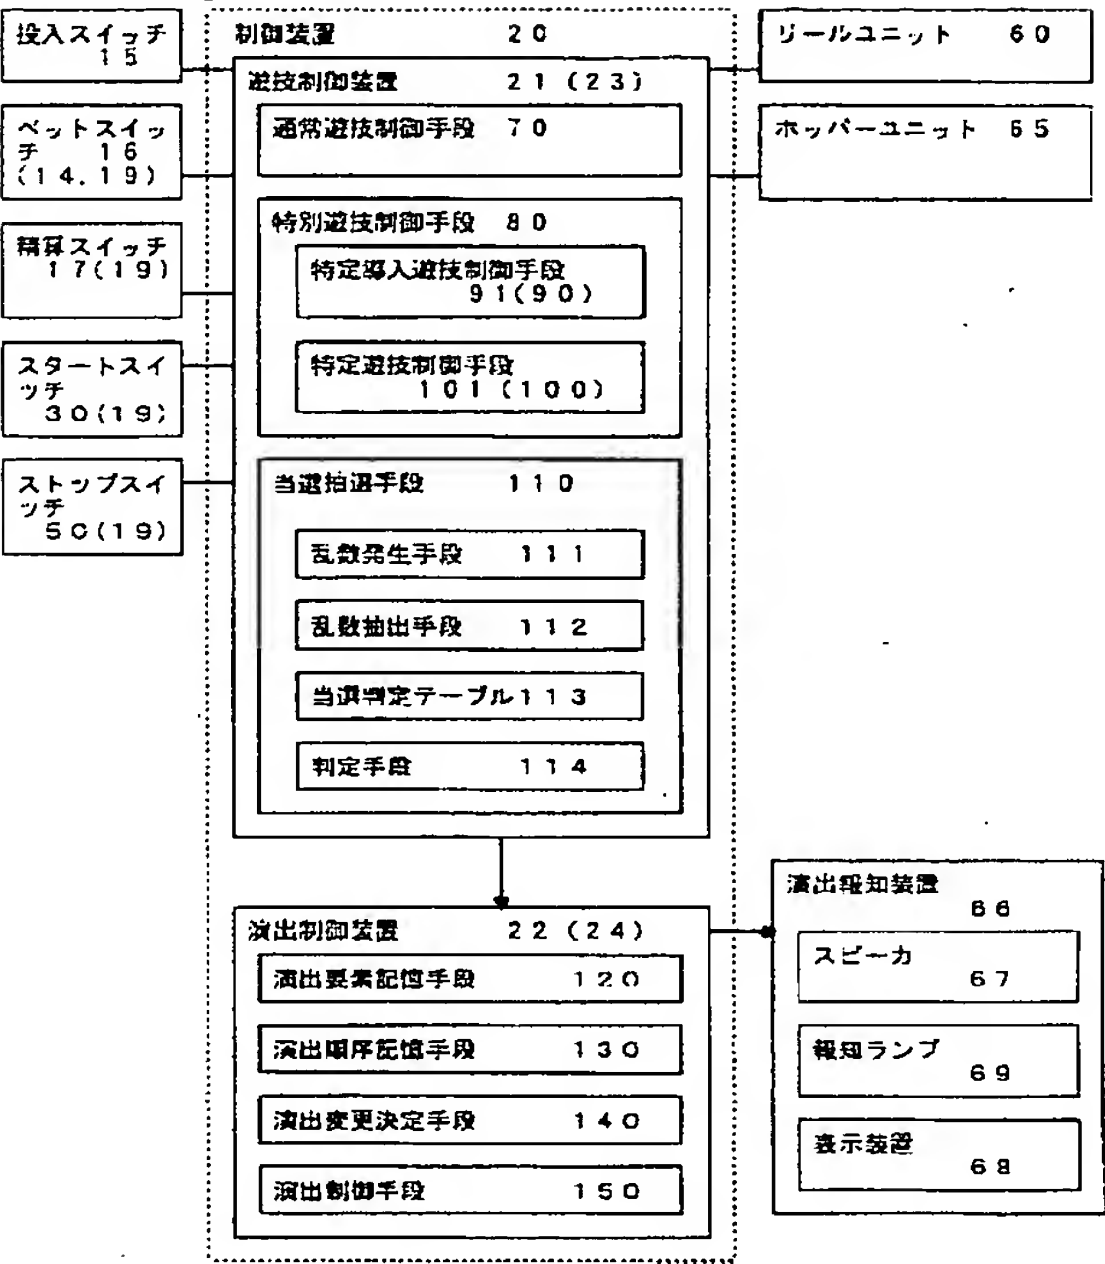 投入スイッチ
15
ベットスイッ
チ 16
(14.19)
精算スイッチ
17(19)
スタートスイ
ッチ
30(19)
ストップスイ
ッチ
50(19)
制御装置 20
遊技制御装置 21(23)
通常遊技制御手段 70
特別遊技制御手段 80
特定導入遊技制御手段
91(90)
特定遊技制御手段
101(100)
当選抽選手段 110
乱数発生手段 111
乱数抽出手段 112
当選判定テーブル113
判定手段 114
演出制御装置 22(24)
演出要素記憶手段 120
演出順序記憶手段 130
演出変更決定手段 140
演出制御手段 150
リールユニット 60
ホッパーユニット 65
演出報知装置
66
スピーカ
67
報知ランプ
69
表示装置
68